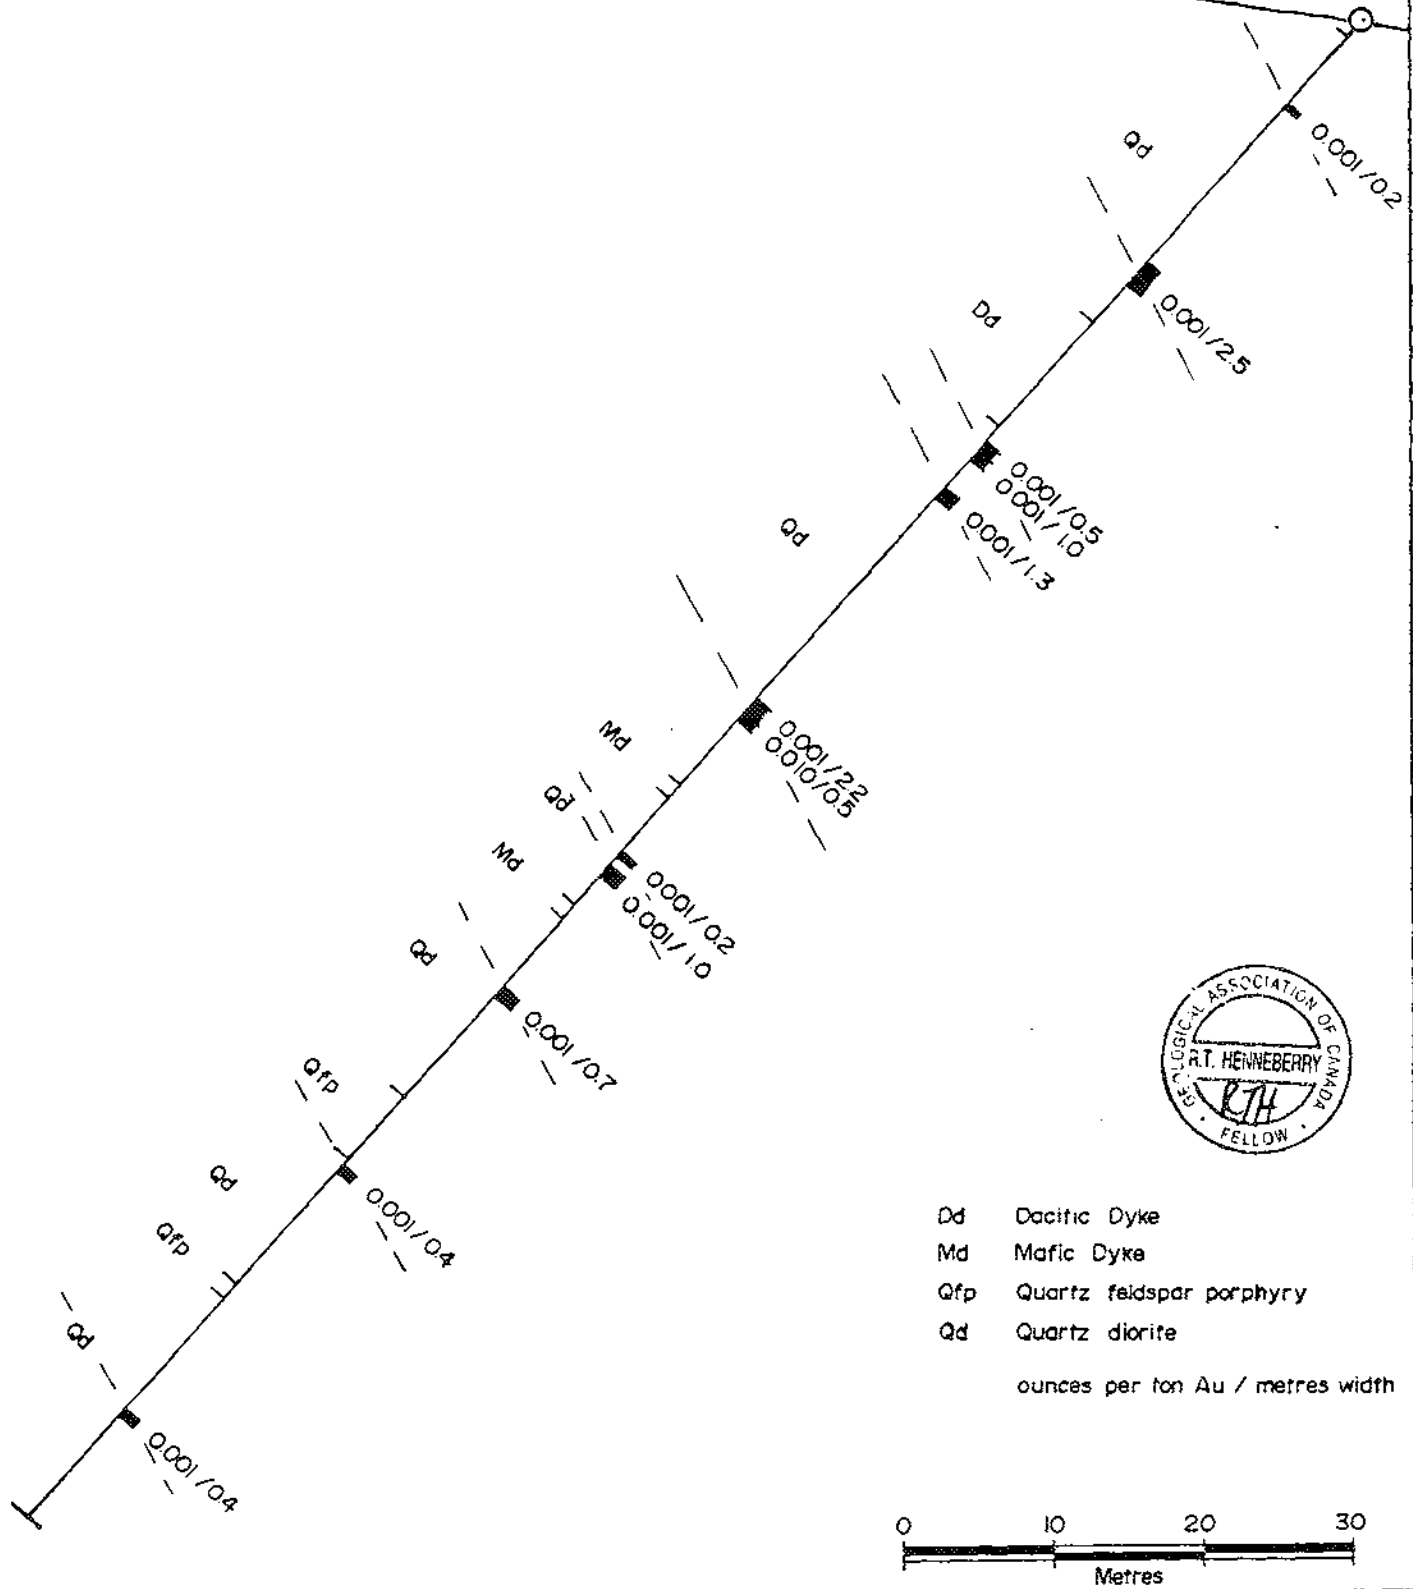 0.001/0.2
Qd
0.001/2.5
Dd
0.001/0.5
0.001/1.0
0.001/1.3
Qd
0.001/2.2
0.010/0.5
Md
Qd
0.001/0.2
0.001/1.0
Md
Qd
0.001/0.7
Qfp
0.001/0.4
Qd
Qfp
Qd
0.001/0.4
GEOLOGICAL ASSOCIATION OF CANADA
R.T. HENNEBERRY
RTH
FELLOW
Dd Dacitic Dyke
Md Mafic Dyke
Qfp Quartz feldspar porphyry
Qd Quartz diorite
ounces per ton Au / metres width
0 10 20 30
Metres